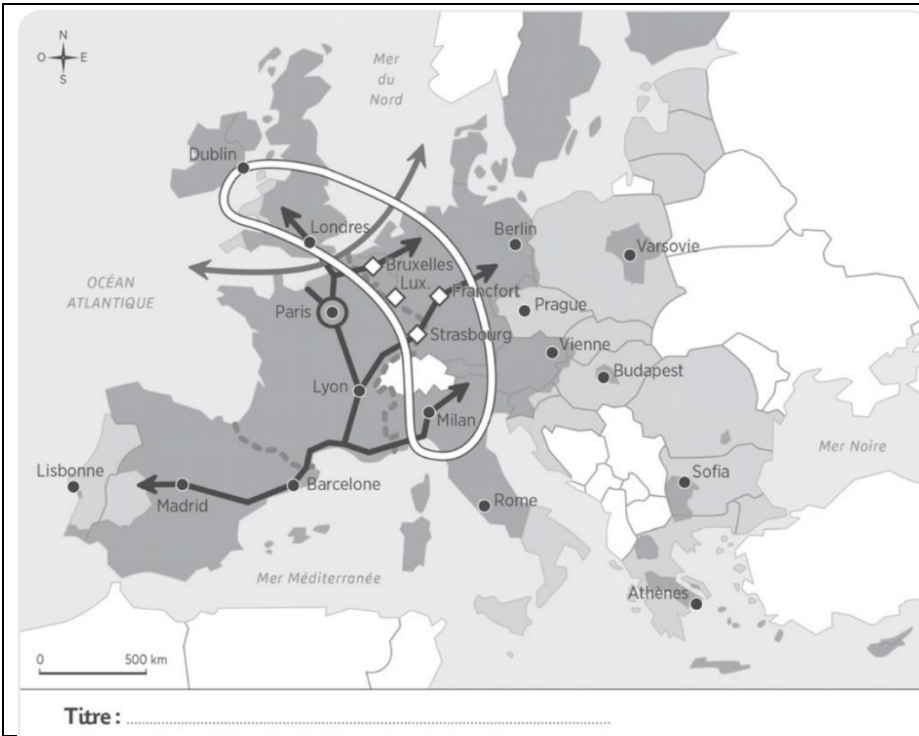 N
O E
S
Mer
du
Nord
Dublin
Londres
Berlin
Varsovie
Bruxelles
OCÉAN
ATLANTIQUE
Lux.
Francfort
Paris
Prague
Strasbourg
Vienne
Budapest
Lyon
Milan
Mer Noire
Lisbonne
Sofia
Barcelone
Madrid
Rome
Mer Méditerranée
Athènes
0 500 km
Titre : ................................................................